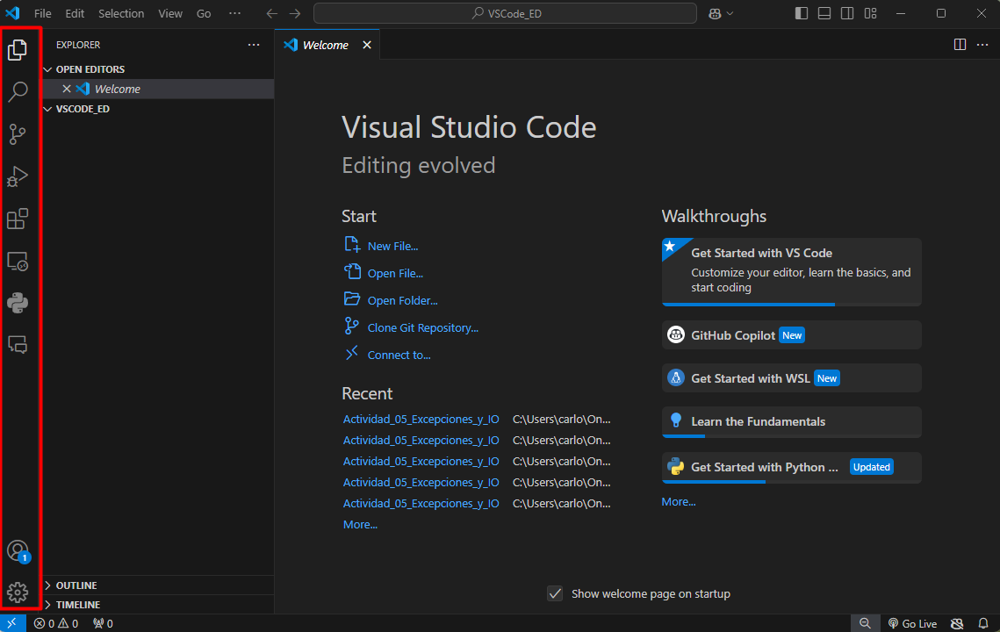 File Edit Selection View Go ···
VSCode_ED
EXPLORER
OPEN EDITORS
Welcome
VSCODE_ED
OUTLINE
TIMELINE
Welcome
Visual Studio Code
Editing evolved
Start
New File...
Open File...
Open Folder...
Clone Git Repository...
Connect to...
Recent
Actividad_05_Excepciones_y_IO C:\Users\carlo\On...
Actividad_05_Excepciones_y_IO C:\Users\carlo\On...
Actividad_05_Excepciones_y_IO C:\Users\carlo\On...
Actividad_05_Excepciones_y_IO C:\Users\carlo\On...
Actividad_05_Excepciones_y_IO C:\Users\carlo\On...
More...
Walkthroughs
Get Started with VS Code
Customize your editor, learn the basics, and
start coding
GitHub Copilot New
Get Started with WSL New
Learn the Fundamentals
Get Started with Python ... Updated
More...
Show welcome page on startup
1
0 0 0
Go Live